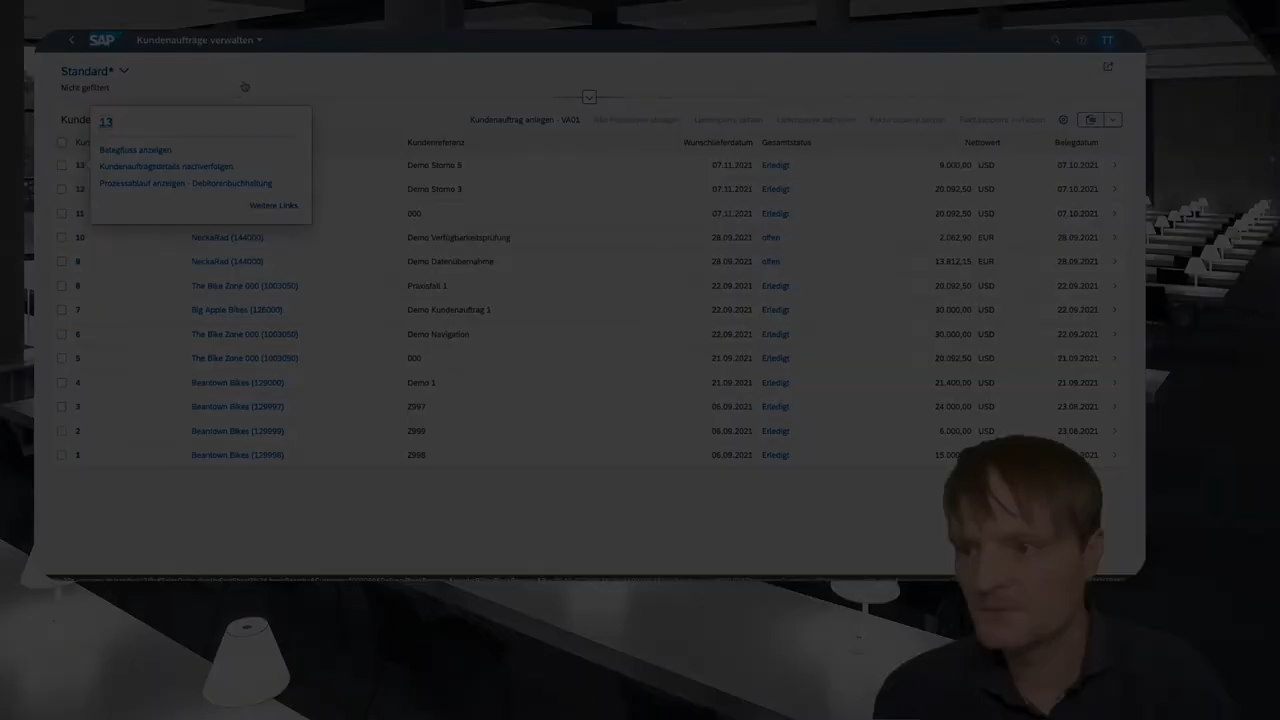 SAP Kundenaufträge verwalten TT
Standard*
Nicht gefiltert
Kunde Kundenauftrag anlegen - VA01
13
Belegfluss anzeigen
Kundenauftragsdetails nachverfolgen
Prozessablauf anzeigen - Debitorenbuchhaltung
Weitere Links
Kundenreferenz Wunschlieferdatum Gesamtstatus Nettowert Belegdatum
13 Demo Storno 5 07.11.2021 Erledigt 9.000,00 USD 07.10.2021
12 Demo Storno 3 07.11.2021 Erledigt 20.092,50 USD 07.10.2021
11 000 07.11.2021 Erledigt 20.092,50 USD 07.10.2021
10 NeckaRad (144000) Demo Verfügbarkeitsprüfung 28.09.2021 offen 2.062,90 EUR 28.09.2021
NeckaRad (144000) Demo Datenübernahme 28.09.2021 offen 13.812,15 EUR 28.09.2021
The Bike Zone 000 (1003050) Praxisfall 1 22.09.2021 Erledigt 20.092,50 USD 22.09.2021
7 Big Apple Bikes (126000) Demo Kundenauftrag 1 22.09.2021 Erledigt 30.000,00 USD 22.09.2021
6 The Bike Zone 000 (1003050) Demo Navigation 22.09.2021 Erledigt 30.000,00 USD 22.09.2021
5 The Bike Zone 000 (1003050) 000 21.09.2021 Erledigt 20.092,50 USD 21.09.2021
4 Beantown Bikes (129000) Demo 1 21.09.2021 Erledigt 21.400,00 USD 21.09.2021
3 Beantown Bikes (129997) Z997 06.09.2021 Erledigt 24.000,00 USD 23.08.2021
2 Beantown Bikes (129999) Z999 06.09.2021 Erledigt 6.000,00 USD 23.08.2021
1 Beantown Bikes (129998) Z998 06.09.2021 Erledigt 2021